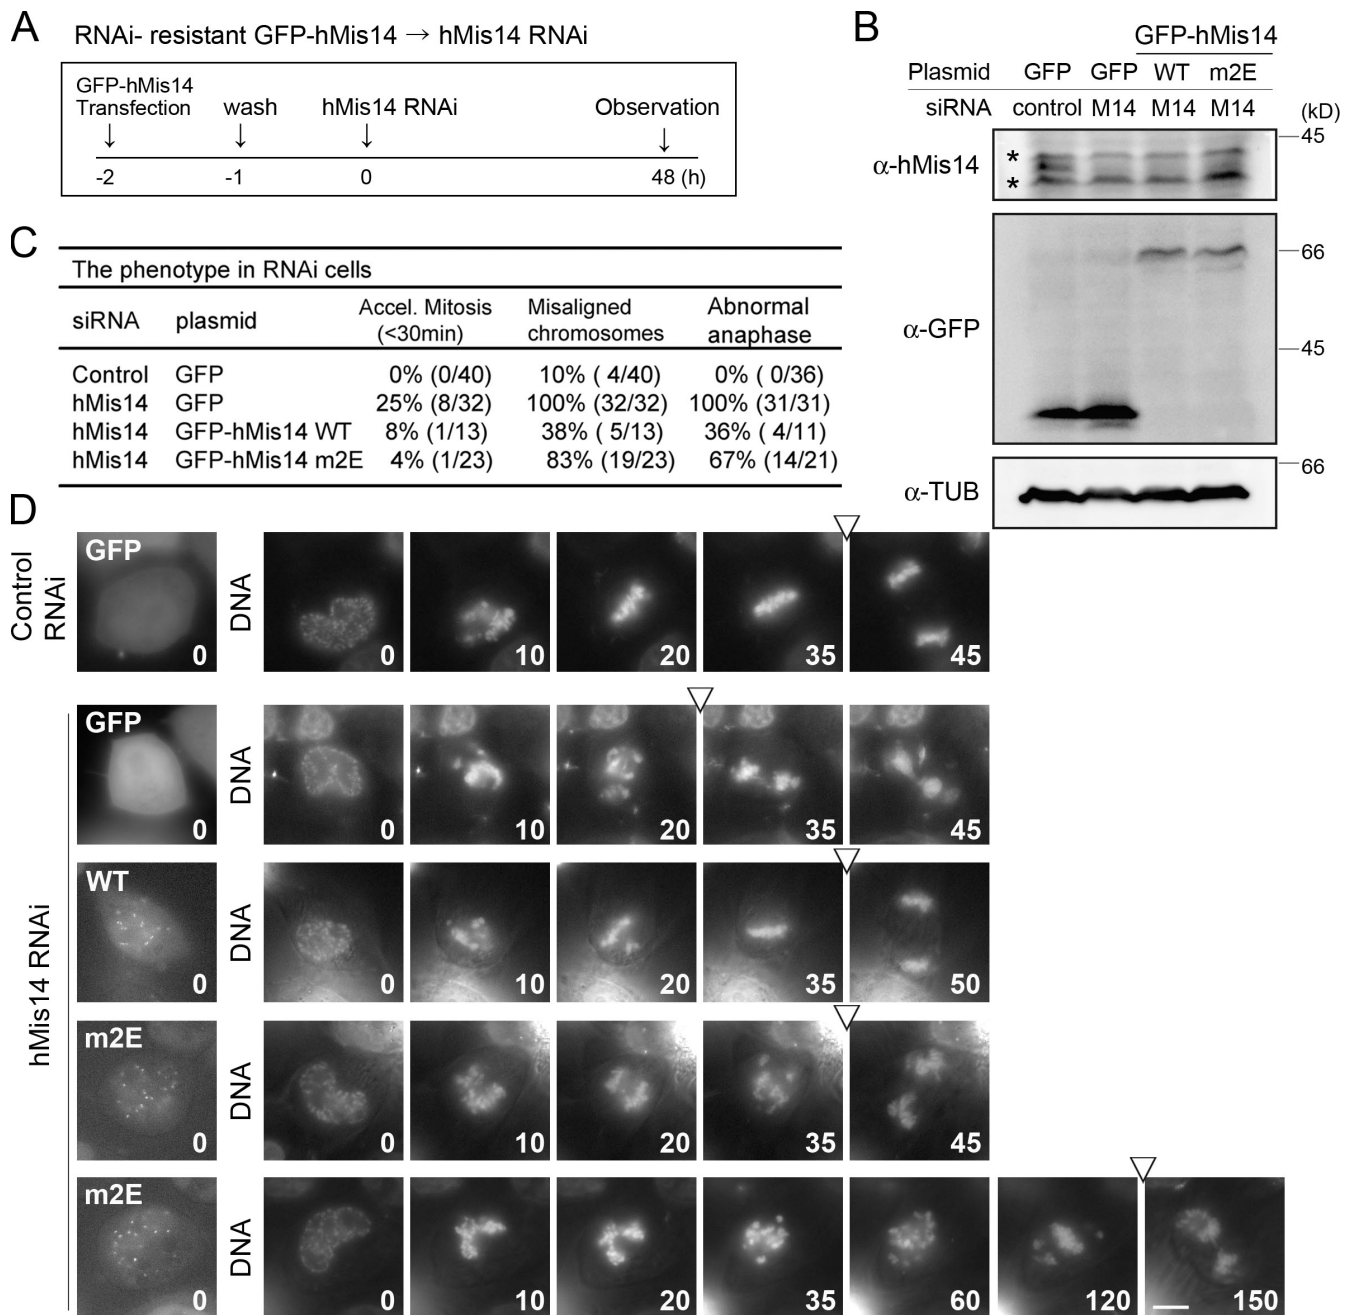 A
RNAi- resistant GFP-hMis14 → hMis14 RNAi
GFP-hMis14
Transfection
wash
hMis14 RNAi
Observation
-2
-1
0
48 (h)
B
GFP-hMis14
Plasmid GFP GFP WT m2E
siRNA control M14 M14 M14 (kD)
α-hMis14
*
*
45
α-GFP
66
45
α-TUB
66
C
The phenotype in RNAi cells
siRNA plasmid Accel. Mitosis (<30min) Misaligned chromosomes Abnormal anaphase
Control GFP 0% (0/40) 10% ( 4/40) 0% ( 0/36)
hMis14 GFP 25% (8/32) 100% (32/32) 100% (31/31)
hMis14 GFP-hMis14 WT 8% (1/13) 38% ( 5/13) 36% ( 4/11)
hMis14 GFP-hMis14 m2E 4% (1/23) 83% (19/23) 67% (14/21)
D
Control
RNAi
GFP
0
DNA
0 10 20 35 45
hMis14 RNAi
GFP
0
DNA
0 10 20 35 45
WT
0
DNA
0 10 20 35 50
m2E
0
DNA
0 10 20 35 45
m2E
0
DNA
0 10 20 35 60 120 150